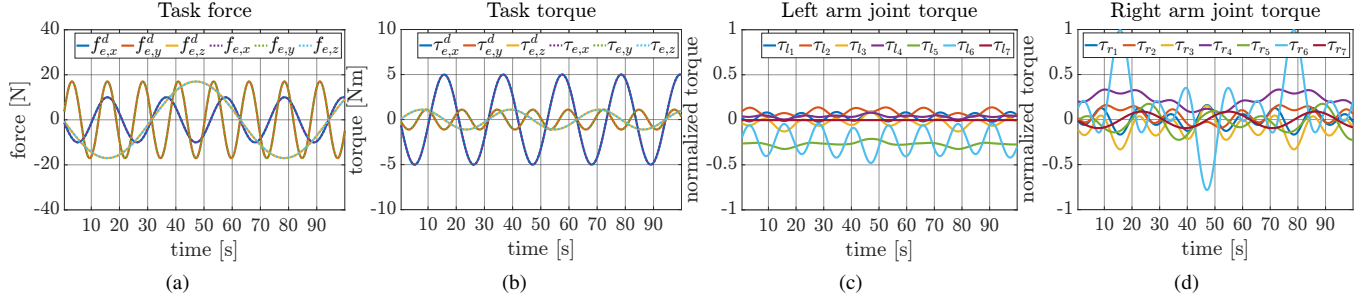 Task force
f^d_{e,x} f^d_{e,y} f^d_{e,z} f_{e,x} f_{e,y} f_{e,z}
force [N]
40
20
0
-20
-40
10 20 30 40 50 60 70 80 90
time [s]
(a)
Task torque
τ^d_{e,x} τ^d_{e,y} τ^d_{e,z} τ_{e,x} τ_{e,y} τ_{e,z}
torque [Nm]
10
5
0
-5
-10
10 20 30 40 50 60 70 80 90
time [s]
(b)
Left arm joint torque
τ_{l_1} τ_{l_2} τ_{l_3} τ_{l_4} τ_{l_5} τ_{l_6} τ_{l_7}
normalized torque
1
0.5
0
-0.5
-1
10 20 30 40 50 60 70 80 90
time [s]
(c)
Right arm joint torque
τ_{r_1} τ_{r_2} τ_{r_3} τ_{r_4} τ_{r_5} τ_{r_6} τ_{r_7}
normalized torque
1
0.5
0
-0.5
-1
10 20 30 40 50 60 70 80 90
time [s]
(d)